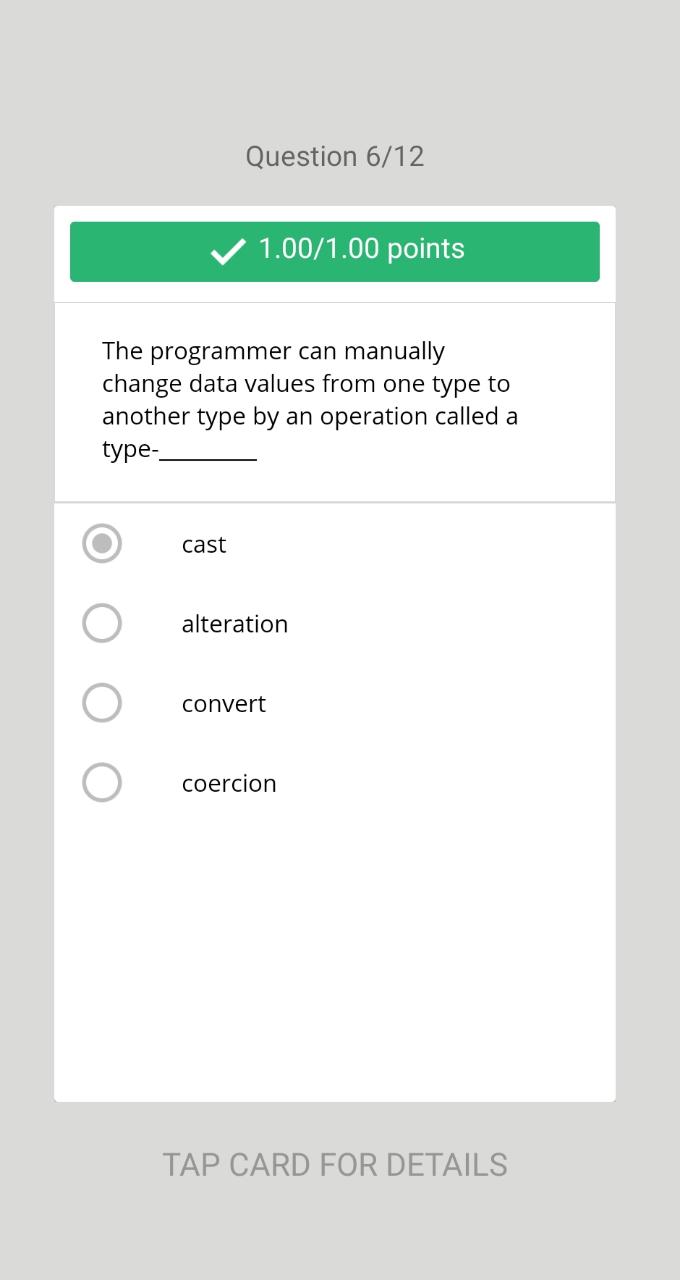 Question 6/12
1.00/1.00 points
The programmer can manually
change data values from one type to
another type by an operation called a
type-________
cast
alteration
convert
coercion
TAP CARD FOR DETAILS